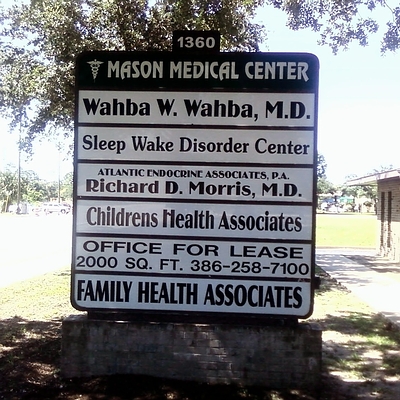 1360
MASON MEDICAL CENTER
Wahba W. Wahba, M.D.
Sleep Wake Disorder Center
ATLANTIC ENDOCRINE ASSOCIATES, P.A.
Richard D. Morris, M.D.
Childrens Health Associates
OFFICE FOR LEASE
2000 SQ. FT. 386-258-7100
FAMILY HEALTH ASSOCIATES